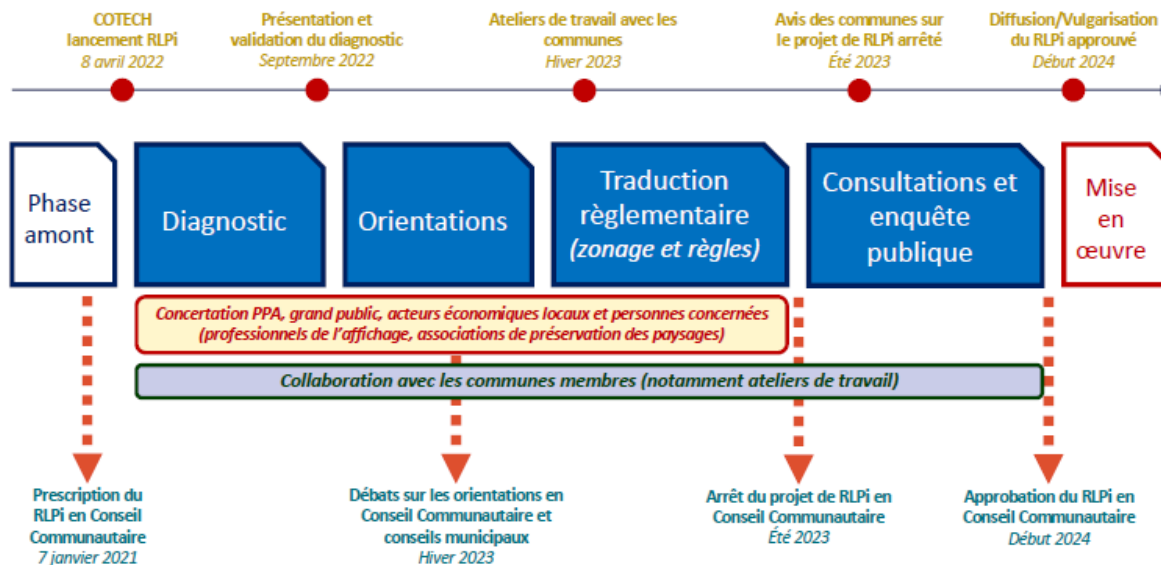 COTECH
lancement RLPi
8 avril 2022
Présentation et
validation du diagnostic
Septembre 2022
Ateliers de travail avec les
communes
Hiver 2023
Avis des communes sur
le projet de RLPi arrêté
Été 2023
Diffusion/Vulgarisation
du RLPi approuvé
Début 2024
Phase
amont
Diagnostic
Orientations
Traduction
règlementaire
(zonage et règles)
Consultations et
enquête
publique
Mise
en
œuvre
Concertation PPA, grand public, acteurs économiques locaux et personnes concernées
(professionnels de l'affichage, associations de préservation des paysages)
Collaboration avec les communes membres (notamment ateliers de travail)
Prescription du
RLPi en Conseil
Communautaire
7 janvier 2021
Débats sur les orientations en
Conseil Communautaire et
conseils municipaux
Hiver 2023
Arrêt du projet de RLPi en
Conseil Communautaire
Été 2023
Approbation du RLPi en
Conseil Communautaire
Début 2024